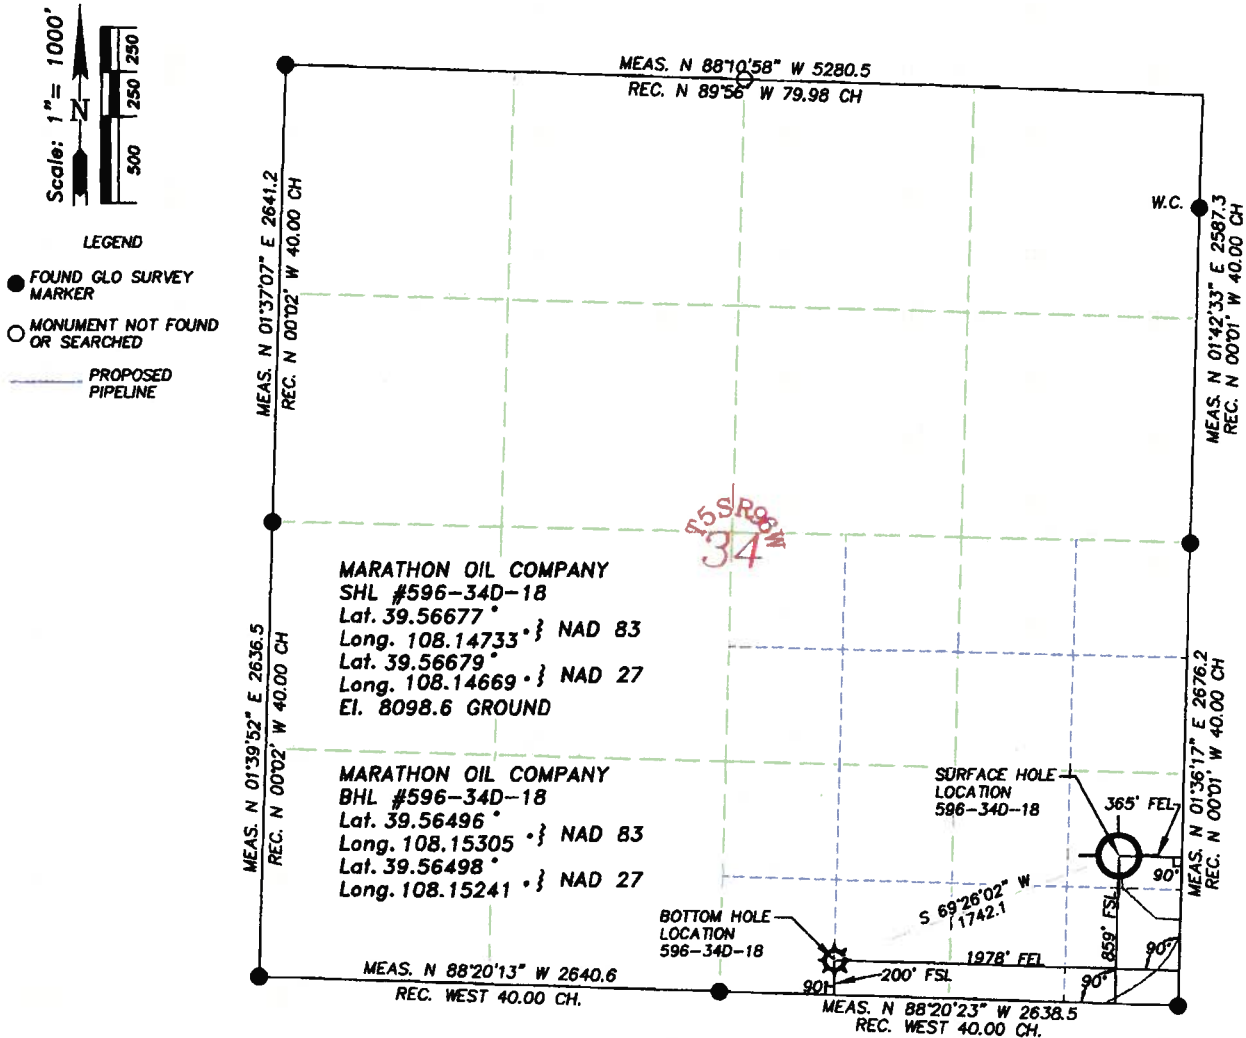 Scale: 1"= 1000'
N
250
250
500
LEGEND
FOUND GLO SURVEY
MARKER
MONUMENT NOT FOUND
OR SEARCHED
PROPOSED
PIPELINE
MEAS. N 88°10'58" W 5280.5
REC. N 89°56' W 79.98 CH
MEAS. N 01°37'07" E 2641.2
REC. N 00°02' W 40.00 CH
W.C.
MEAS. N 01°42'33" E 2587.3
REC. N 00°01' W 40.00 CH
T5SR96W
34
MARATHON OIL COMPANY
SHL #596-34D-18
Lat. 39.56677°
Long. 108.14733° } NAD 83
Lat. 39.56679°
Long. 108.14669° } NAD 27
El. 8098.6 GROUND
MARATHON OIL COMPANY
BHL #596-34D-18
Lat. 39.56496°
Long. 108.15305° } NAD 83
Lat. 39.56498°
Long. 108.15241° } NAD 27
MEAS. N 01°39'52" E 2636.5
REC. N 00°02' W 40.00 CH
MEAS. N 01°36'17" E 2676.2
REC. N 00°01' W 40.00 CH
SURFACE HOLE
LOCATION
596-34D-18
365' FEL
90°
859' FSL
S 69°26'02" W
1742.1
BOTTOM HOLE
LOCATION
596-34D-18
1978' FEL
90°
200' FSL
90°
90°
MEAS. N 88°20'13" W 2640.6
REC. WEST 40.00 CH.
MEAS. N 88°20'23" W 2638.5
REC. WEST 40.00 CH.